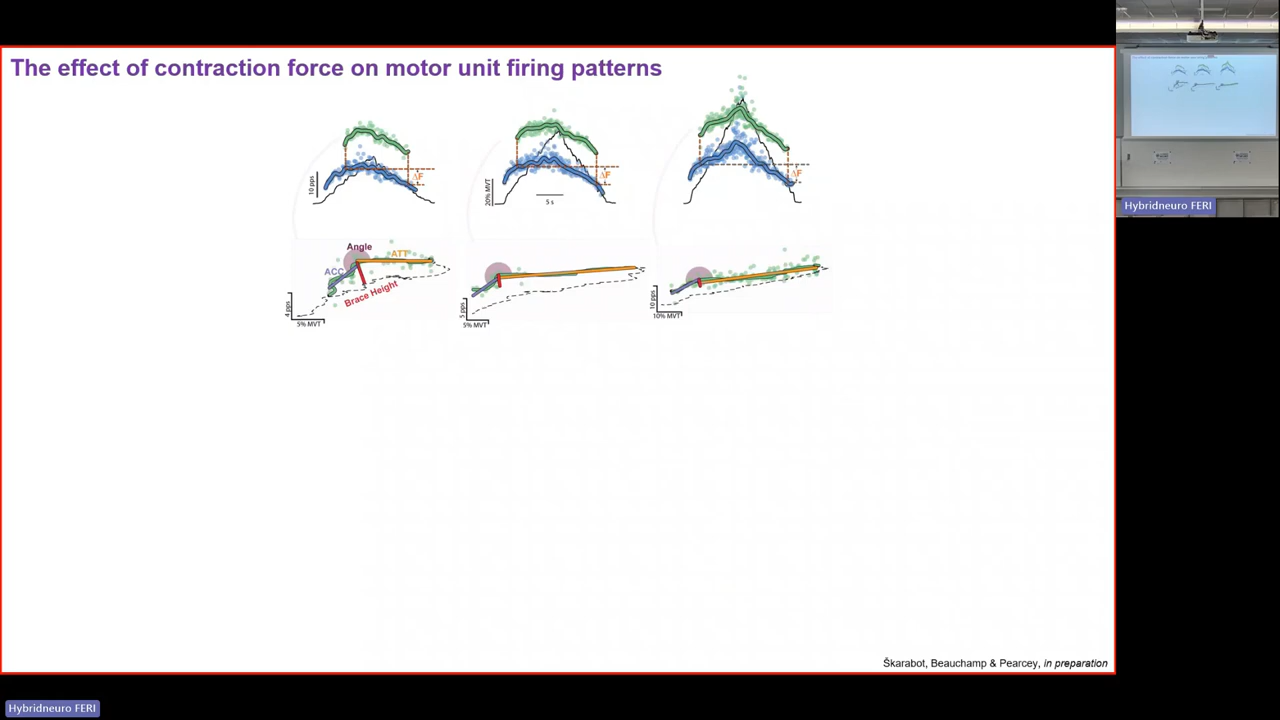 The effect of contraction force on motor unit firing patterns
10 pps
ΔF
20% MVT
5 s
ΔF
ΔF
Angle
ATT
ACC
Brace Height
4 pps
5% MVT
5 pps
5% MVT
10 pps
10% MVT
Škarabot, Beauchamp & Pearcey, in preparation
Hybridneuro FERI
Hybridneuro FERI